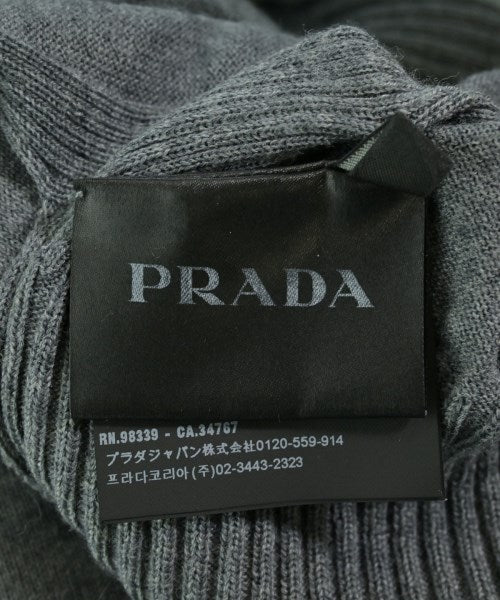 PRADA
RN.98339 - CA.34767
プラダジャパン株式会社0120-559-914
프라다코리아(주)02-3443-2323